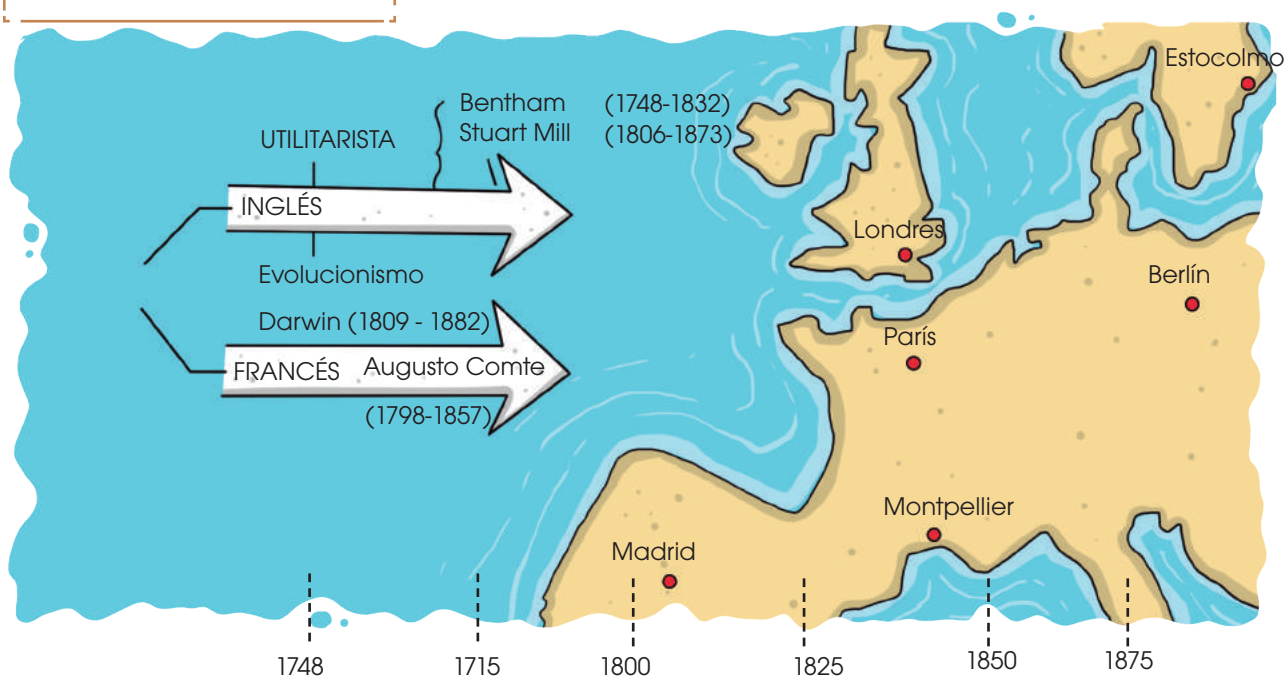 Bentham (1748-1832)
Stuart Mill (1806-1873)
UTILITARISTA
INGLÉS
Evolucionismo
Darwin (1809 - 1882)
FRANCÉS Augusto Comte
(1798-1857)
Estocolmo
Londres
Berlín
París
Montpellier
Madrid
1748 1715 1800 1825 1850 1875